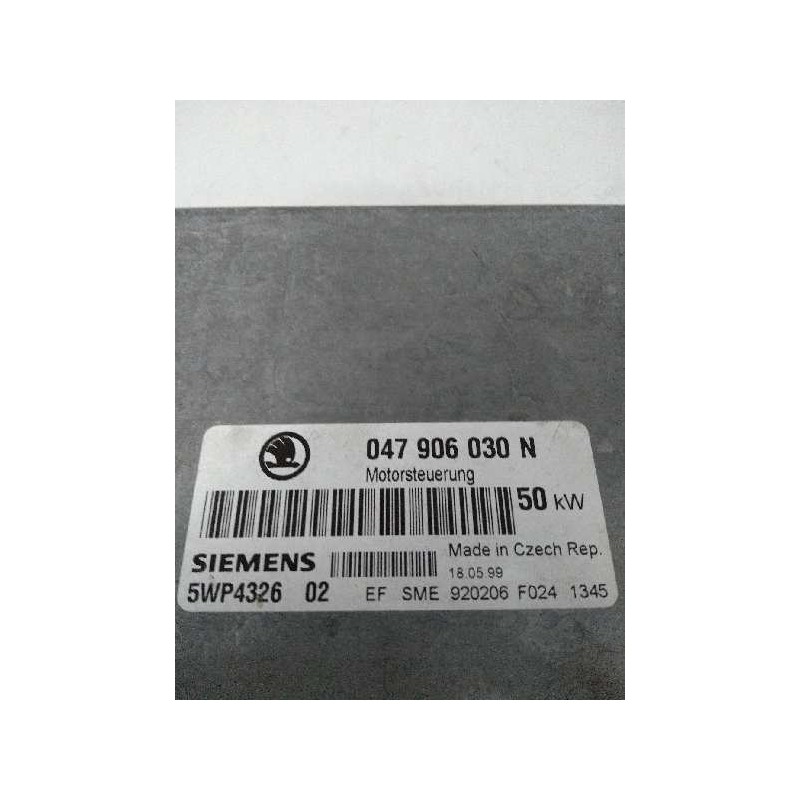 047 906 030 N
Motorsteuerung
50 kW
SIEMENS
Made in Czech Rep.
18.05.99
5WP4326 02 EF SME 920206 F024 1345